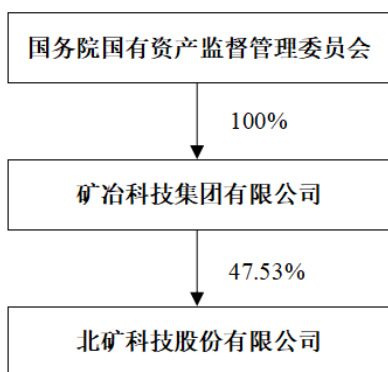 国务院国有资产监督管理委员会
100%
矿冶科技集团有限公司
47.53%
北矿科技股份有限公司